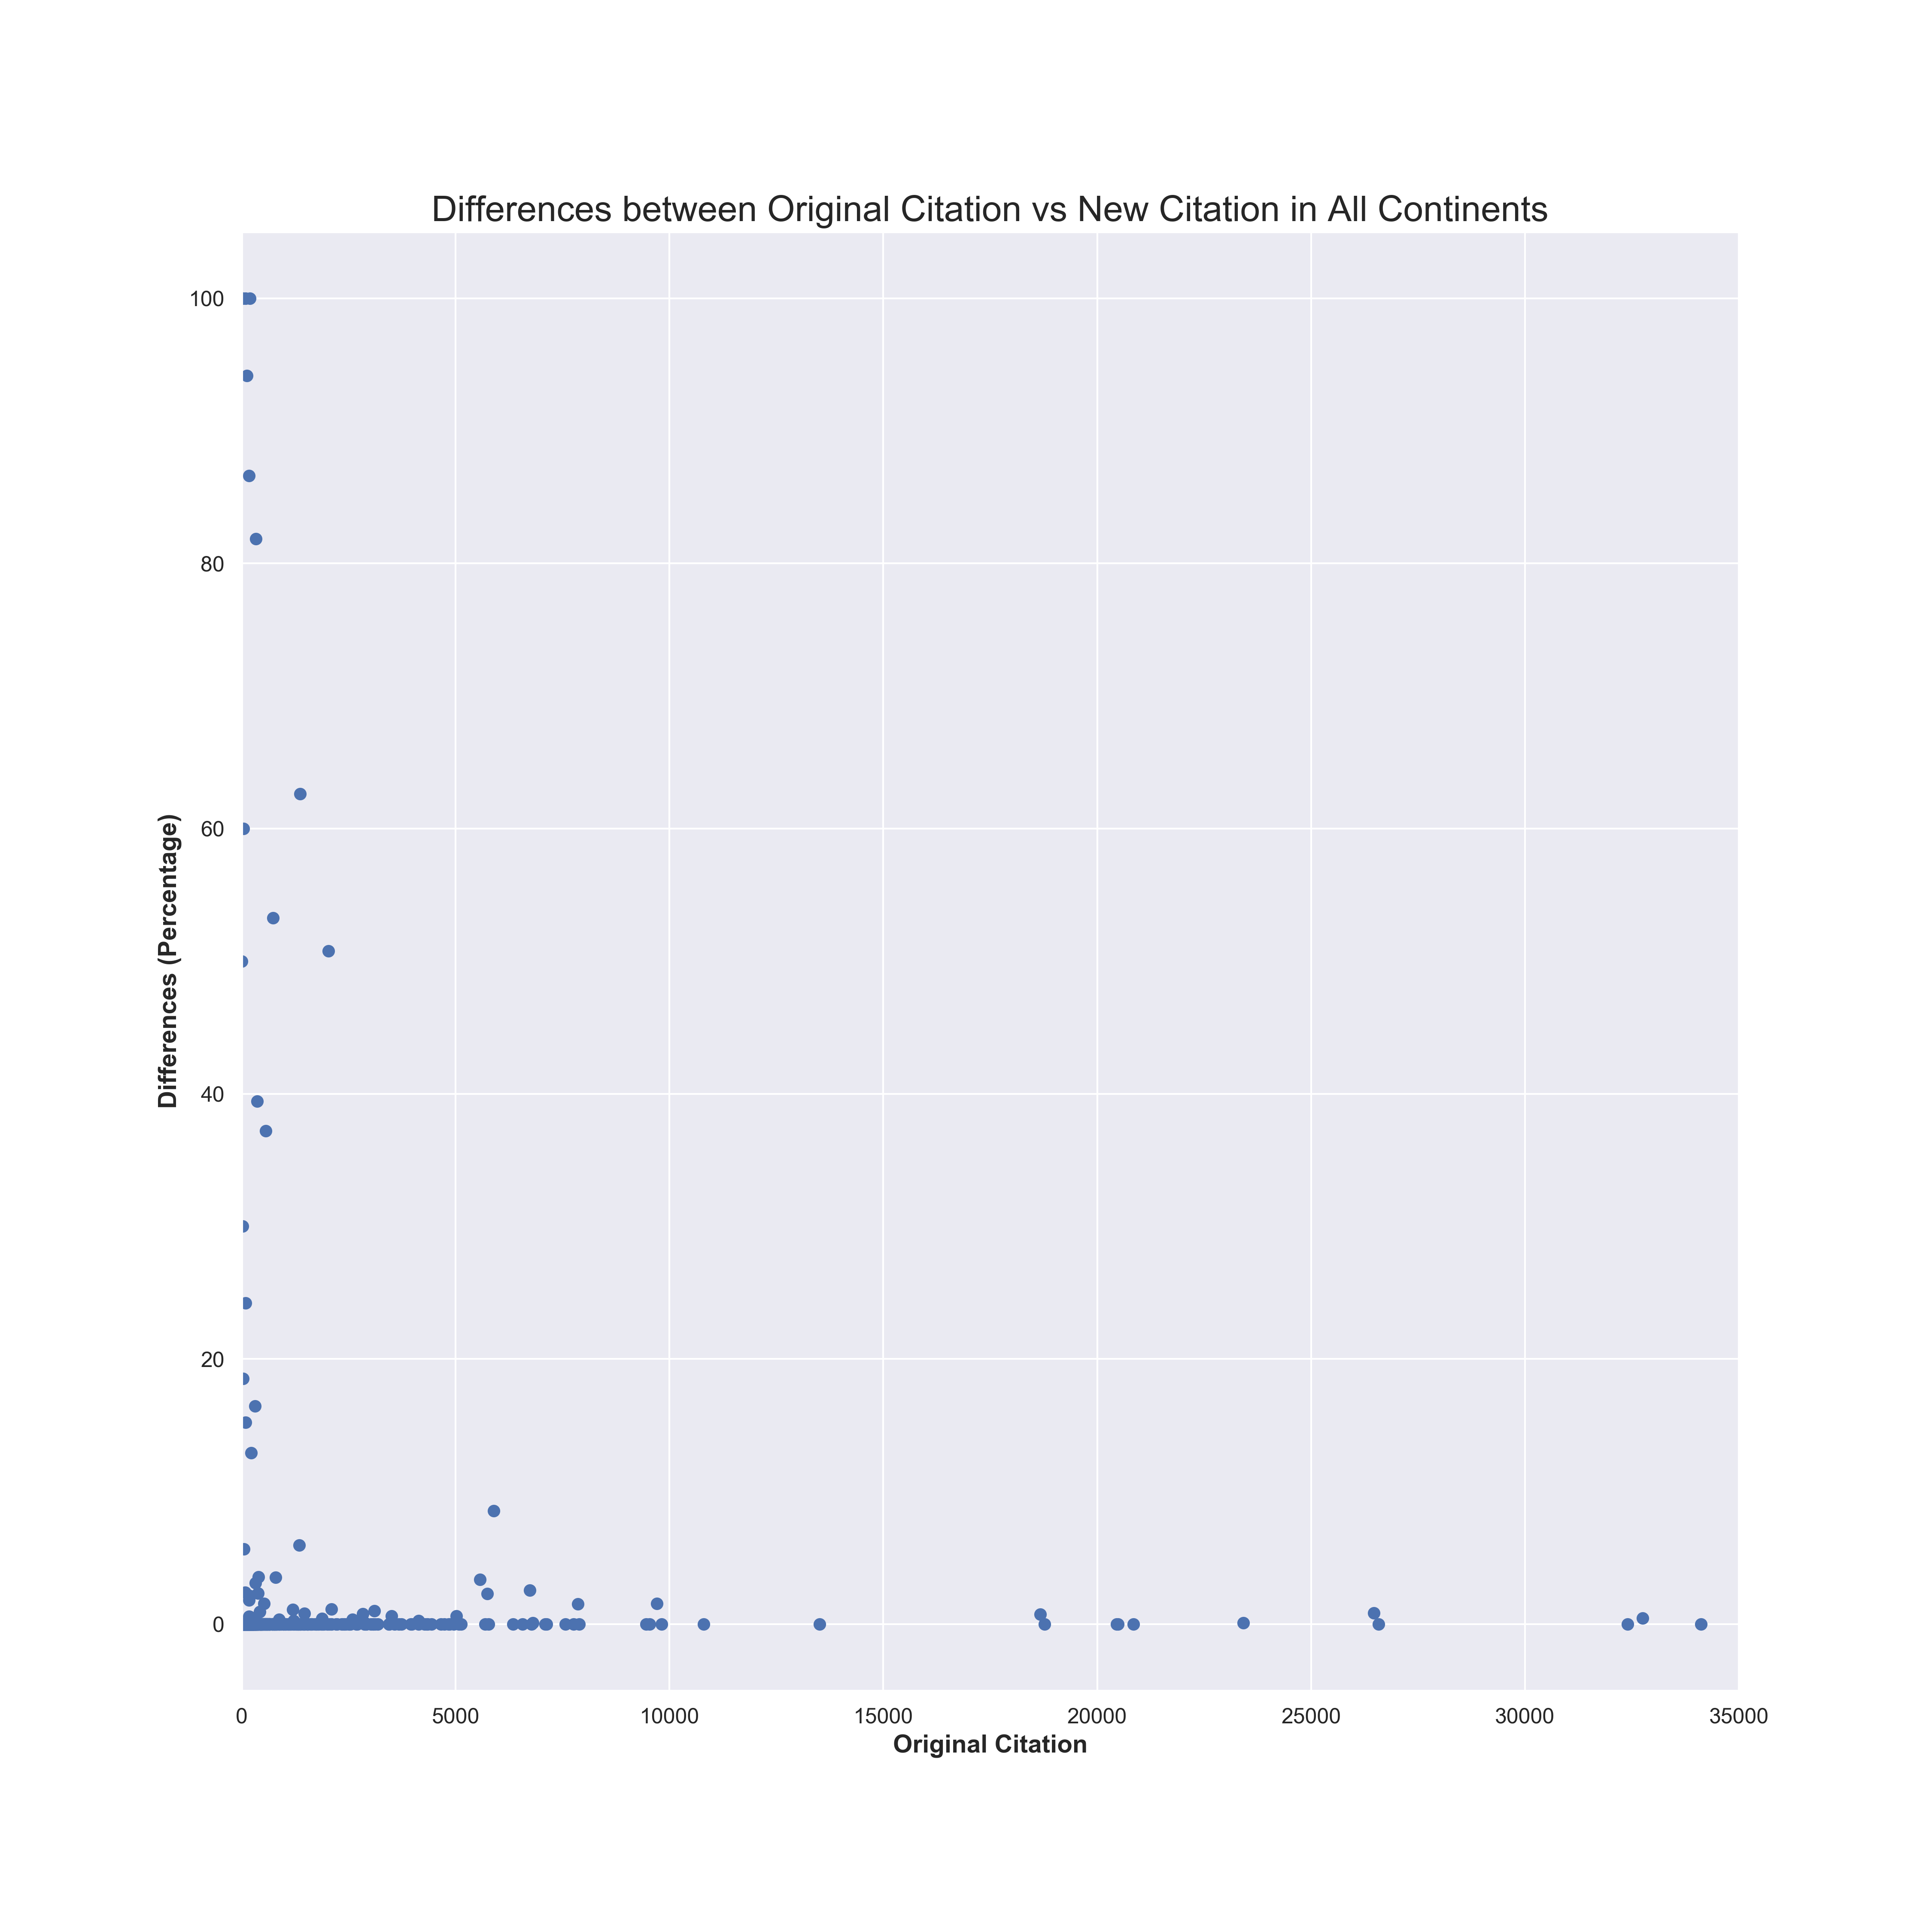 Differences between Original Citation vs New Citation in All Continents
100
80
60
40
20
0
Differences (Percentage)
0 5000 10000 15000 20000 25000 30000 35000
Original Citation